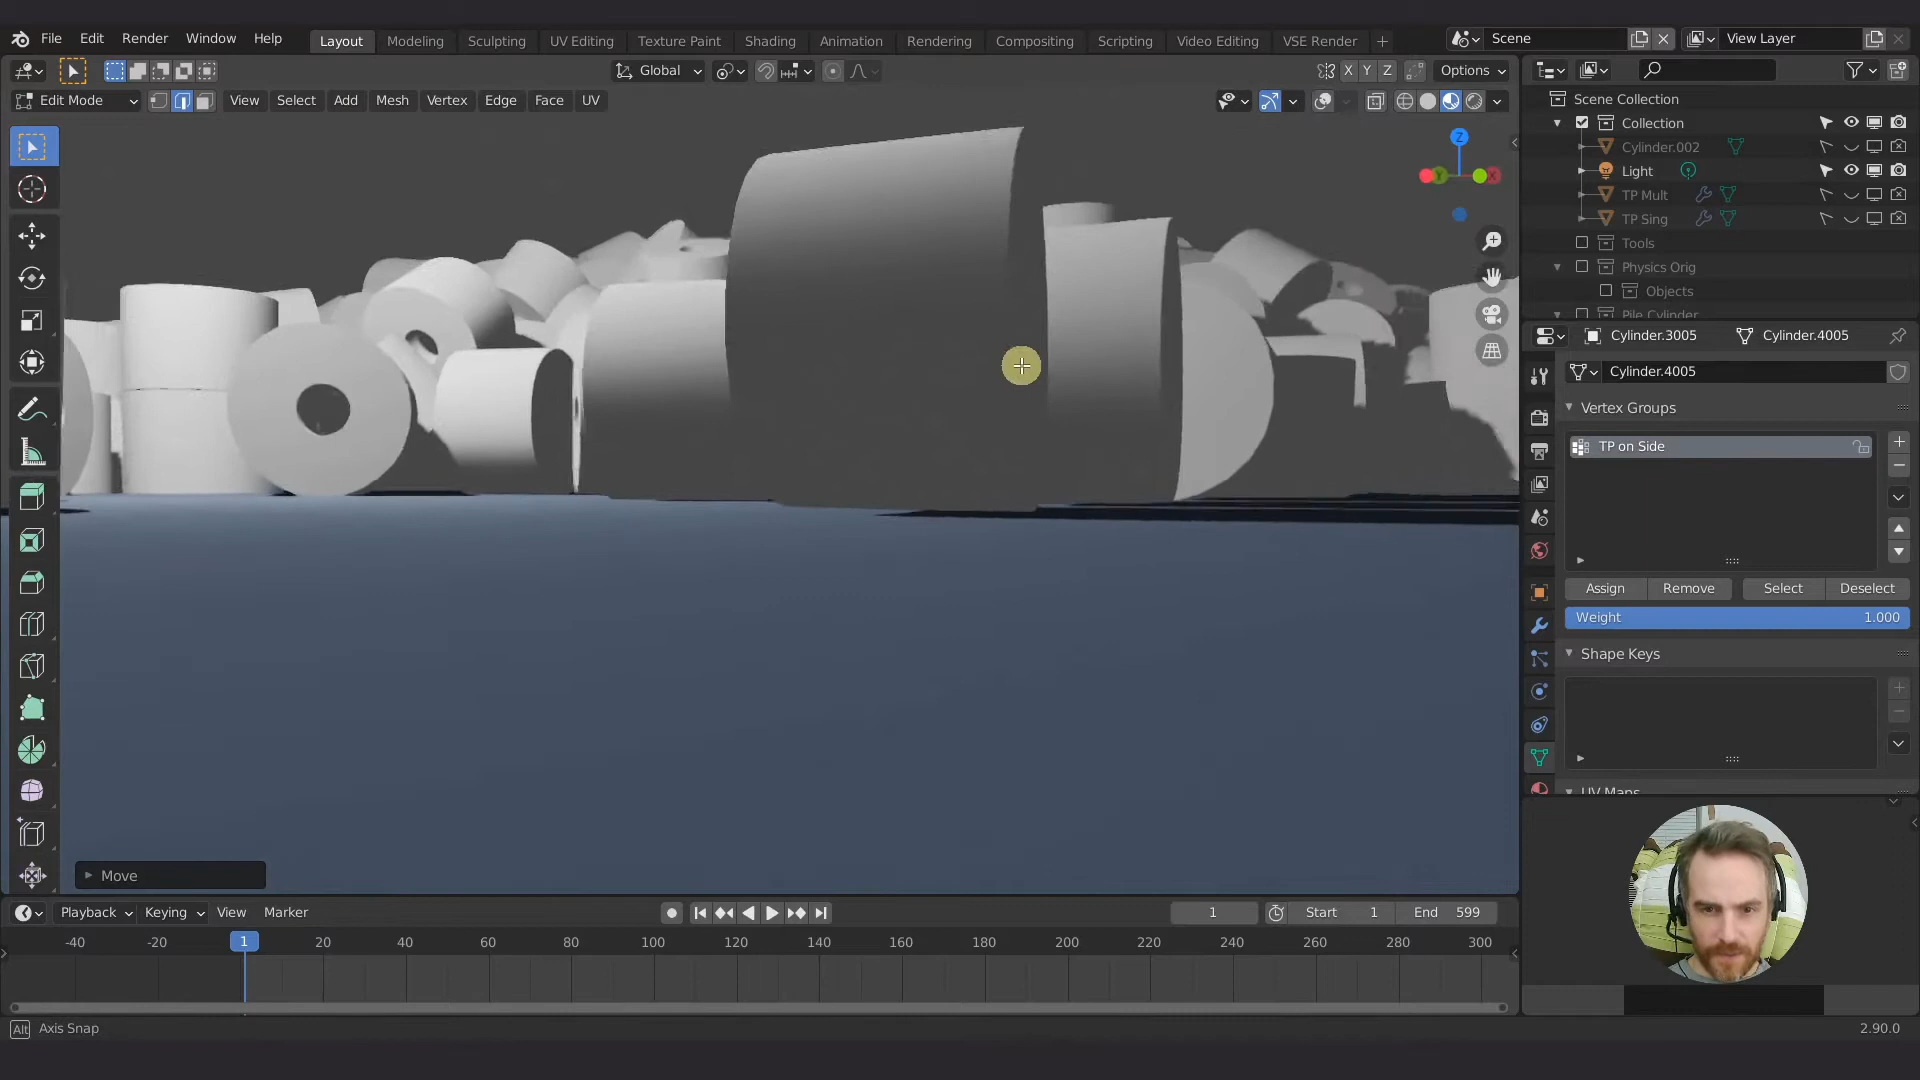 File Edit Render Window Help
Layout Modeling Sculpting UV Editing Texture Paint Shading Animation Rendering Compositing Scripting Video Editing VSE Render
Scene
View Layer
Global
X Y Z
Options
Edit Mode
View Select Add Mesh Vertex Edge Face UV
Z
Y
X
Scene Collection
Collection
Cylinder.002
Light
TP Mult
TP Sing
Tools
Physics Orig
Objects
Pile Cylinder
Cylinder.3005
Cylinder.4005
Cylinder.4005
Vertex Groups
TP on Side
Assign Remove Select Deselect
Weight 1.000
Shape Keys
UV Maps
Move
Playback Keying View Marker
1
Start 1
End 599
-40 -20 1 20 40 60 80 100 120 140 160 180 200 220 240 260 280 300
Alt Axis Snap
2.90.0